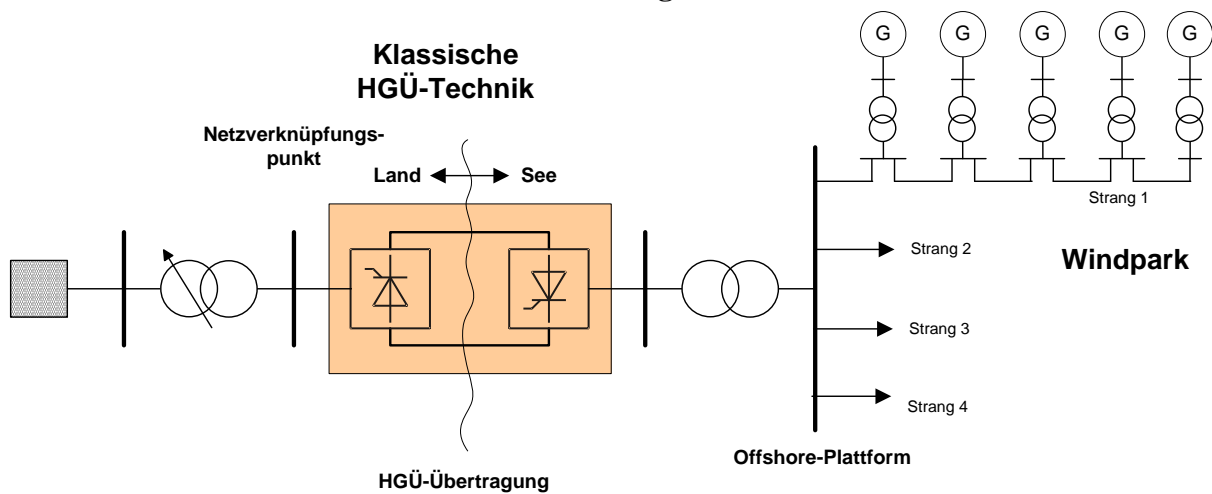 G G G G G
Klassische
HGÜ-Technik
Netzverknüpfungs-
punkt
Land See
Strang 1
Strang 2
Windpark
Strang 3
Strang 4
Offshore-Plattform
HGÜ-Übertragung